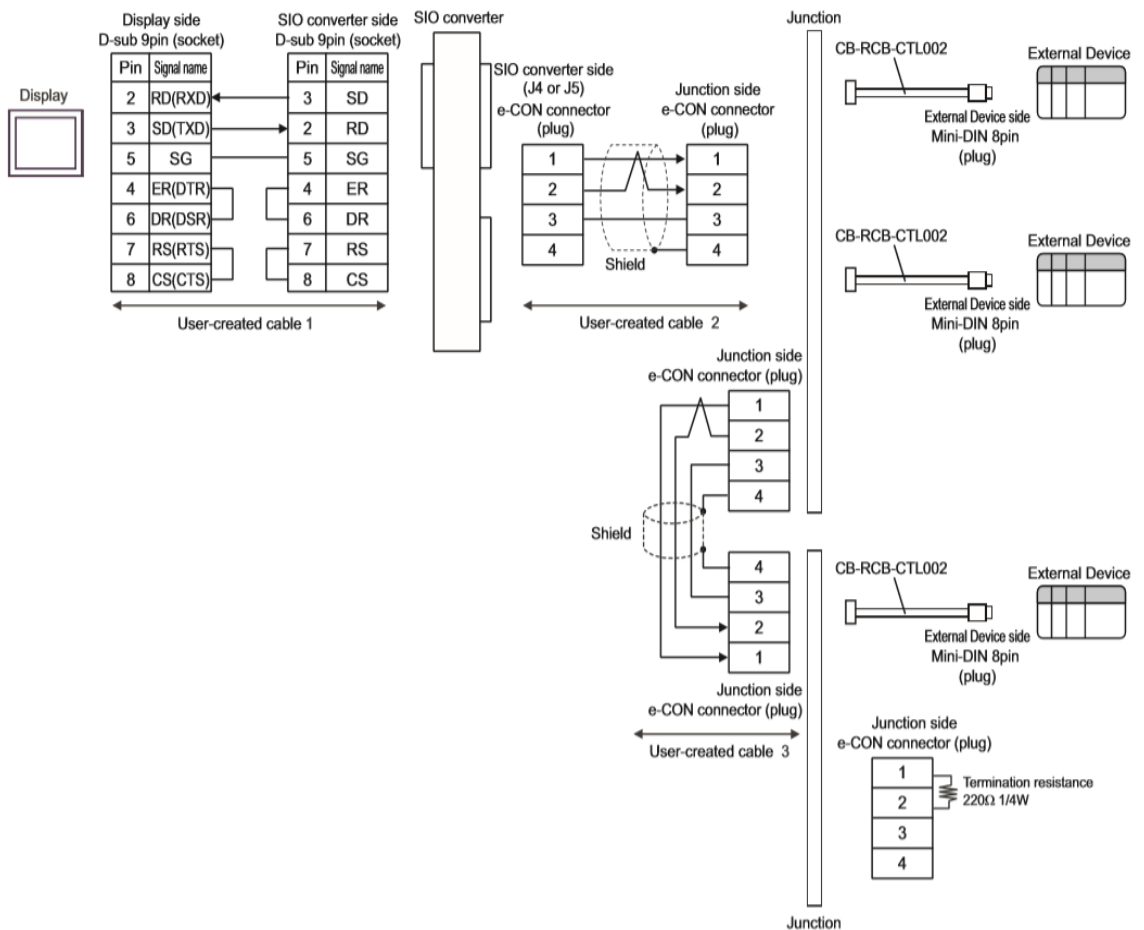 Display side
D-sub 9pin (socket)
SIO converter side
D-sub 9pin (socket)
SIO converter
Junction
Display
Pin Signal name
2 RD(RXD)
3 SD(TXD)
5 SG
4 ER(DTR)
6 DR(DSR)
7 RS(RTS)
8 CS(CTS)
Pin Signal name
3 SD
2 RD
5 SG
4 ER
6 DR
7 RS
8 CS
User-created cable 1
SIO converter side
(J4 or J5)
e-CON connector
(plug)
1
2
3
4
Junction side
e-CON connector
(plug)
1
2
3
4
Shield
User-created cable 2
CB-RCB-CTL002
External Device
External Device side
Mini-DIN 8pin
(plug)
CB-RCB-CTL002
External Device
External Device side
Mini-DIN 8pin
(plug)
Junction side
e-CON connector (plug)
1
2
3
4
Shield
4
3
2
1
Junction side
e-CON connector (plug)
User-created cable 3
CB-RCB-CTL002
External Device
External Device side
Mini-DIN 8pin
(plug)
Junction side
e-CON connector (plug)
1
2
3
4
Termination resistance
220Ω 1/4W
Junction